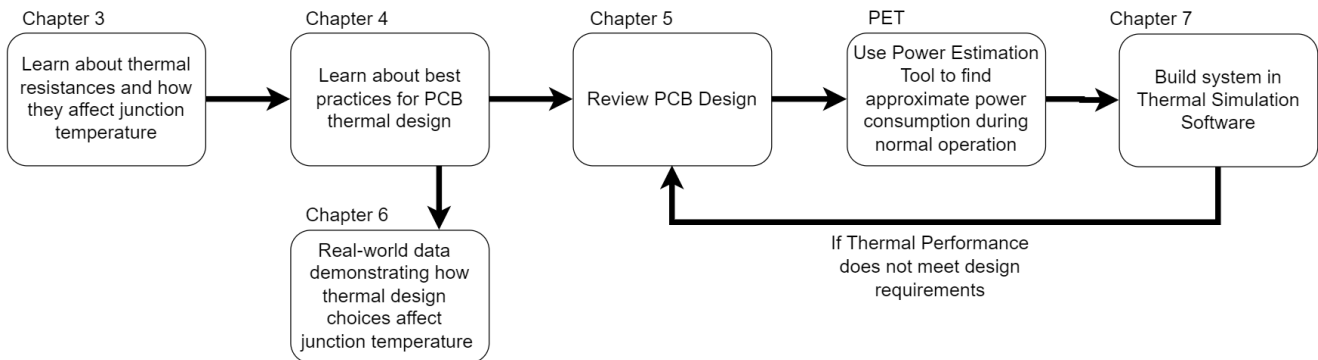 Chapter 3
Learn about thermal
resistances and how
they affect junction
temperature
Chapter 4
Learn about best
practices for PCB
thermal design
Chapter 5
Review PCB Design
PET
Use Power Estimation
Tool to find
approximate power
consumption during
normal operation
Chapter 7
Build system in
Thermal Simulation
Software
Chapter 6
Real-world data
demonstrating how
thermal design
choices affect
junction temperature
If Thermal Performance
does not meet design
requirements